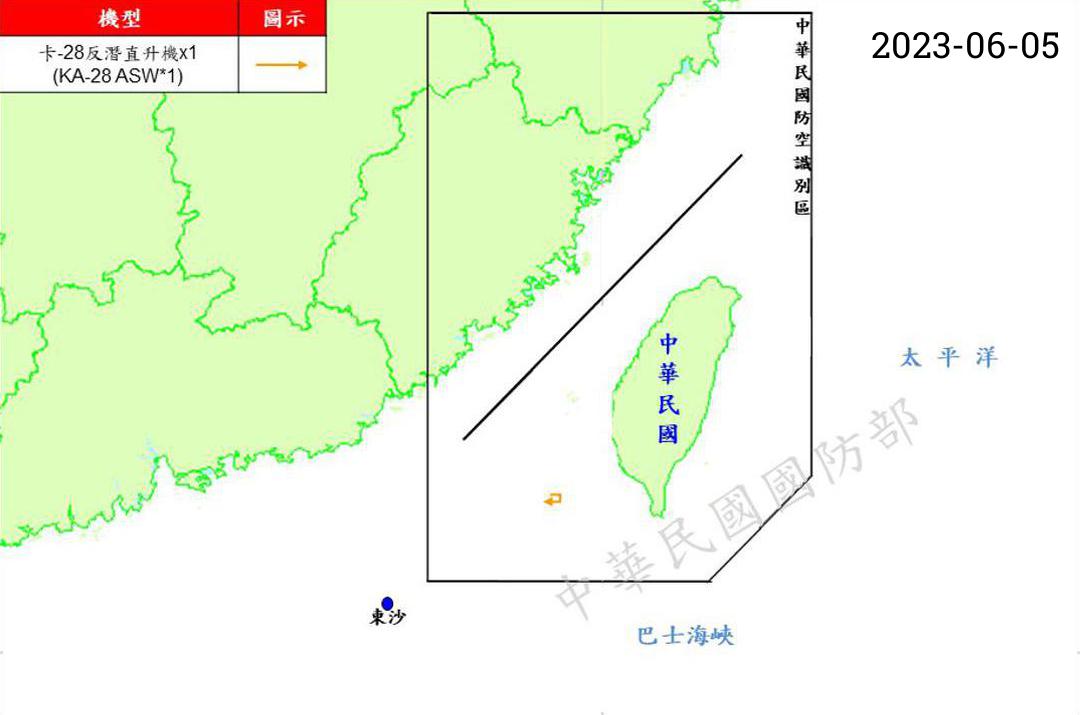 機型
圖示
卡-28反潛直升機x1
(KA-28 ASW*1)
2023-06-05
中華民國防空識別區
中華民國
太平洋
中華民國國防部
東沙
巴士海峽